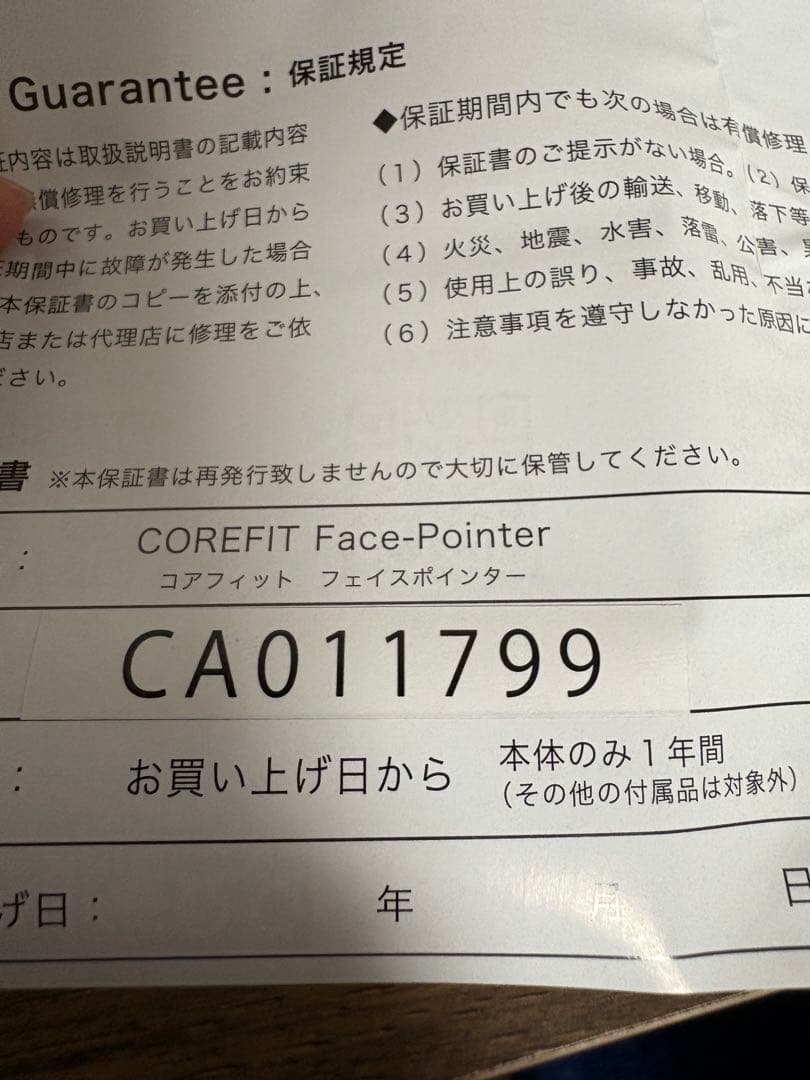 Guarantee：保証規定
証内容は取扱説明書の記載内容
償修理を行うことをお約束
ものです。お買い上げ日から
期間中に故障が発生した場合
本保証書のコピーを添付の上、
店または代理店に修理をご依
ださい。
◆保証期間内でも次の場合は有償修理
（1）保証書のご提示がない場合。（2）保
（3）お買い上げ後の輸送、移動、落下等
（4）火災、地震、水害、落雷、公害、
（5）使用上の誤り、事故、乱用、不当
（6）注意事項を遵守しなかった原因に
書 ※本保証書は再発行致しませんので大切に保管してください。
： COREFIT Face-Pointer
コアフィット フェイスポインター
CA011799
： お買い上げ日から 本体のみ1年間
（その他の付属品は対象外）
げ日： 年 月 日